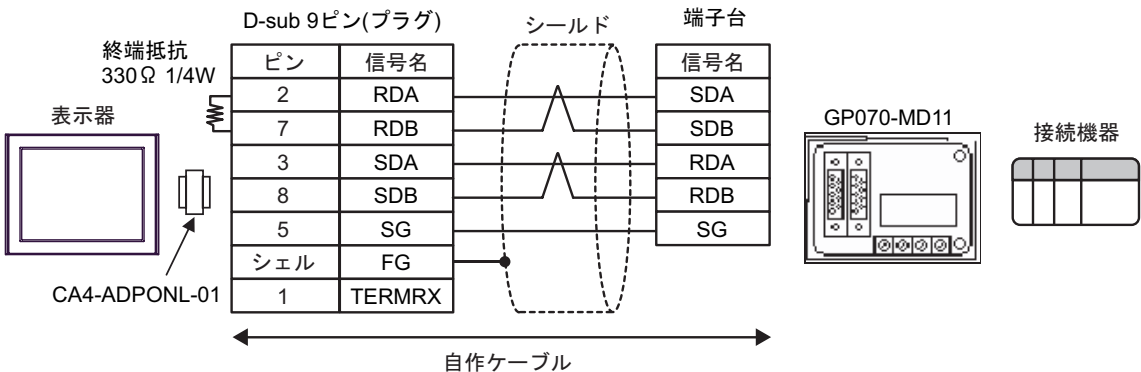 D-sub 9ピン(プラグ)
シールド
端子台
終端抵抗
330Ω 1/4W
ピン 信号名
信号名
2 RDA
SDA
7 RDB
SDB
3 SDA
RDA
8 SDB
RDB
5 SG
SG
シェル FG
1 TERMRX
表示器
CA4-ADPONL-01
GP070-MD11
接続機器
自作ケーブル